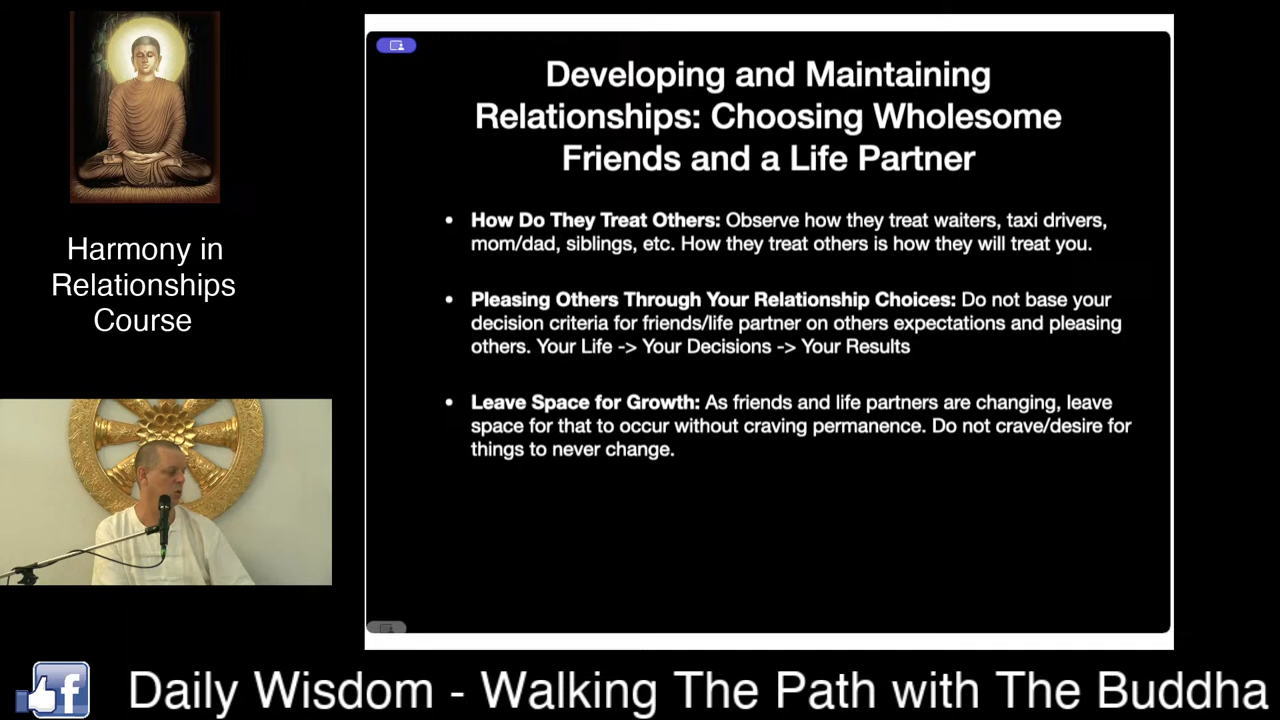 Developing and Maintaining
Relationships: Choosing Wholesome
Friends and a Life Partner
• How Do They Treat Others: Observe how they treat waiters, taxi drivers,
mom/dad, siblings, etc. How they treat others is how they will treat you.
• Pleasing Others Through Your Relationship Choices: Do not base your
decision criteria for friends/life partner on others expectations and pleasing
others. Your Life -> Your Decisions -> Your Results
• Leave Space for Growth: As friends and life partners are changing, leave
space for that to occur without craving permanence. Do not crave/desire for
things to never change.
Harmony in
Relationships
Course
f
Daily Wisdom - Walking The Path with The Buddha